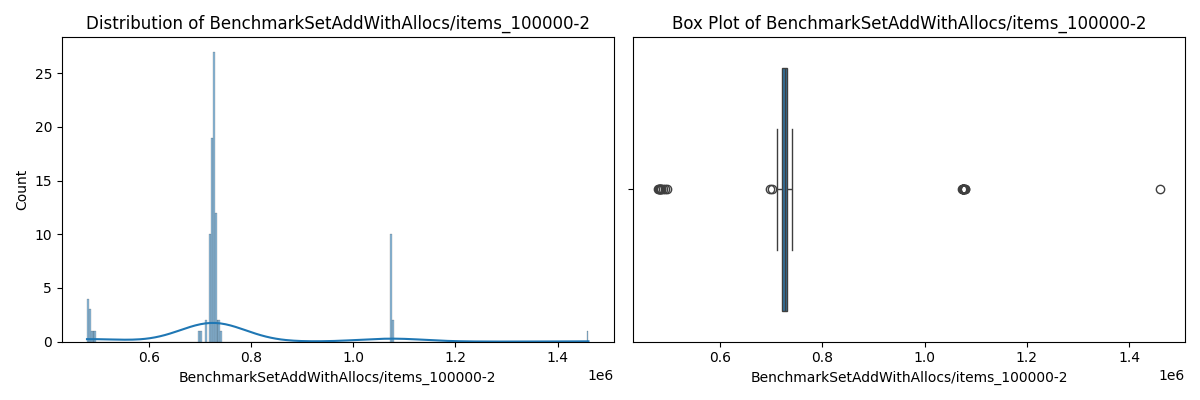 Distribution of BenchmarkSetAddWithAllocs/items_100000-2
25
20
15
10
5
0
Count
0.6 0.8 1.0 1.2 1.4
1e6
BenchmarkSetAddWithAllocs/items_100000-2
Box Plot of BenchmarkSetAddWithAllocs/items_100000-2
0.6 0.8 1.0 1.2 1.4
1e6
BenchmarkSetAddWithAllocs/items_100000-2